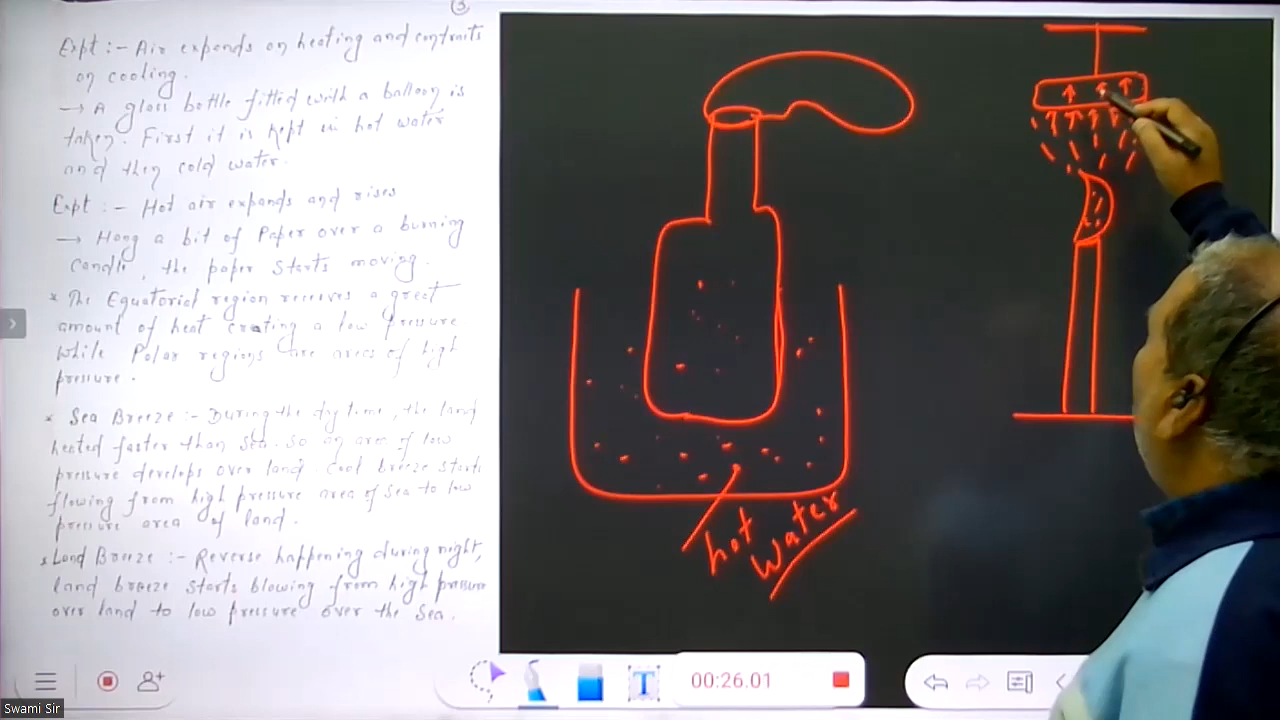 3
Expt :- Air expands on heating and contraits
on cooling.
→ A glass bottle fitted with a balloon is
taken. First it is kept in hot water
and then cold water.
Expt :- Hot air expands and rises
→ Hang a bit of Paper over a burning
candle, the paper starts moving.
* The Equatorial region receives a great
amount of heat creating a low pressure
while Polar regions are areas of high
pressure.
* Sea Breeze :- During the day time, the land
heated faster than sea. So an area of low
pressure develops over land. Cool breeze starts
flowing from high pressure area of sea to low
pressure area of land.
* Land Breeze :- Reverse happening during night,
land breeze starts blowing from high pressure
over land to low pressure over the sea.
hot
water
T
00:26.01
Swami Sir